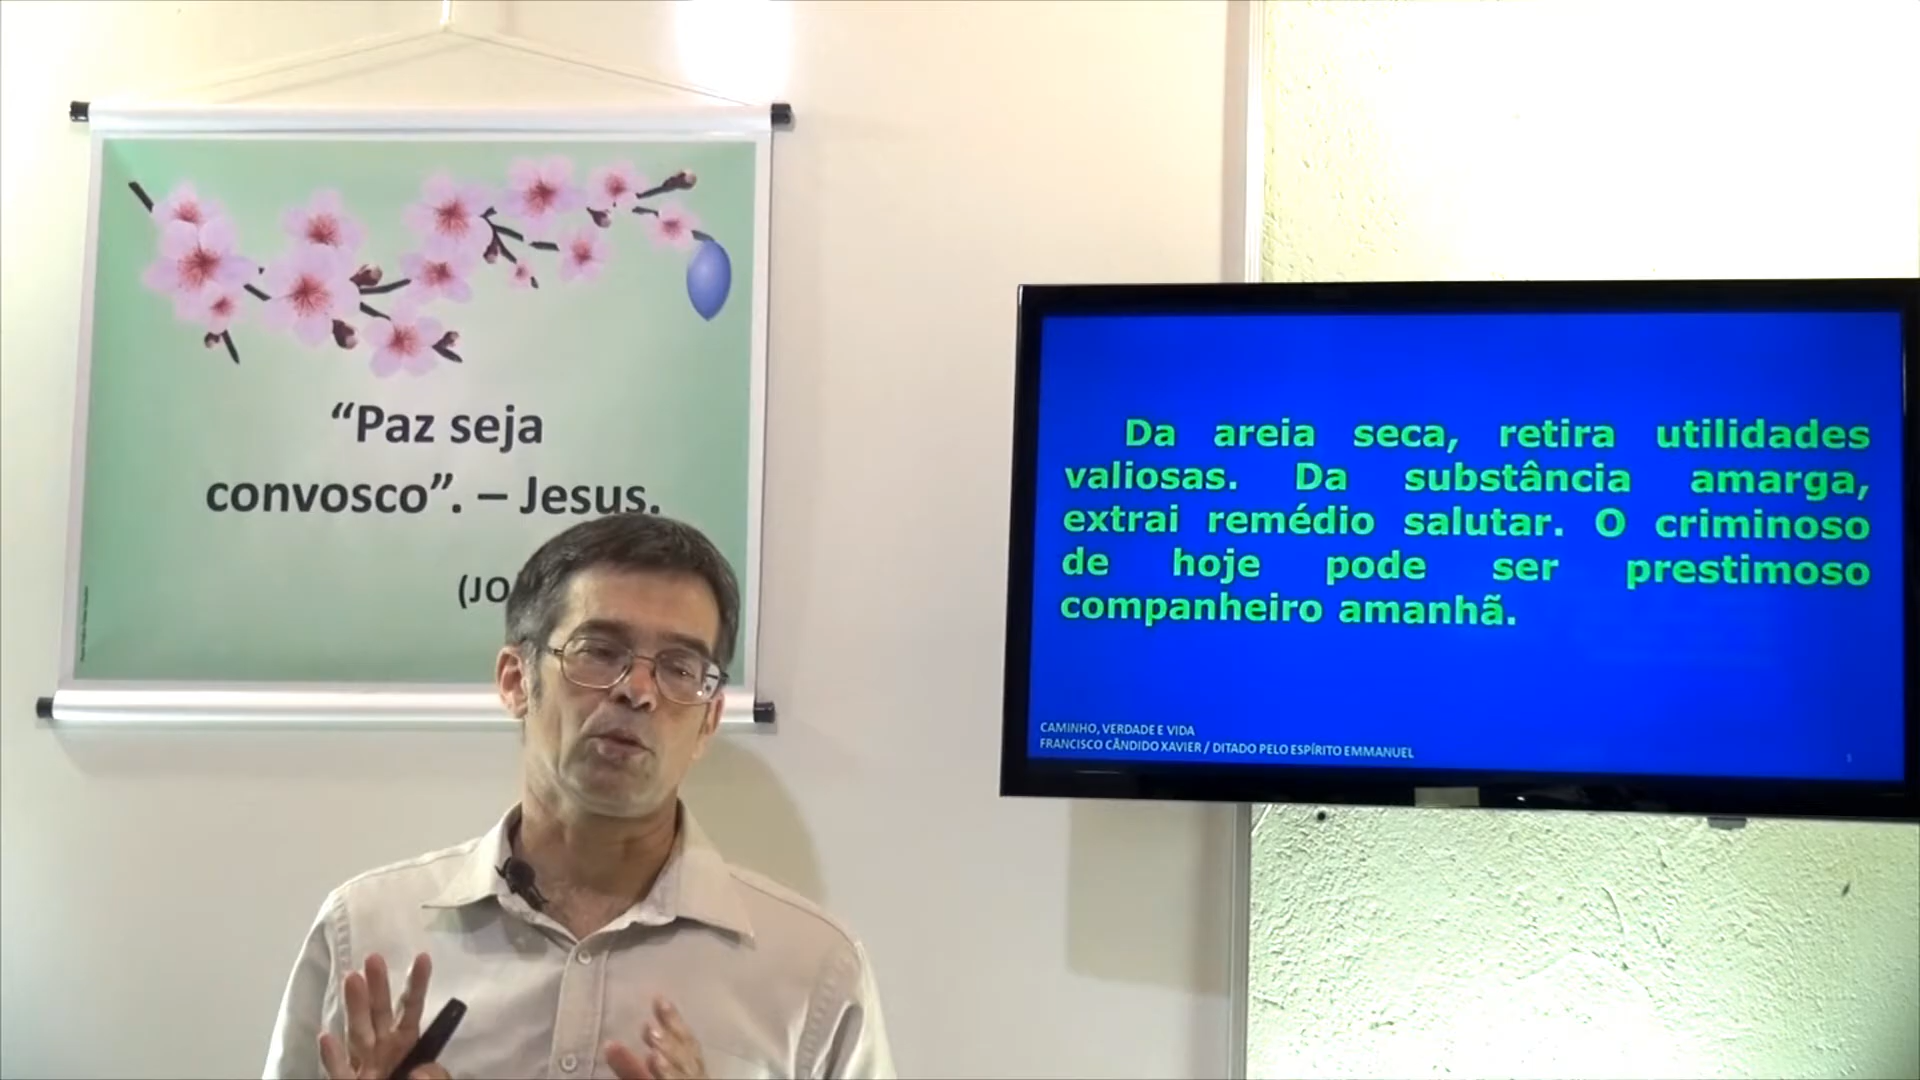 “Paz seja
convosco”. – Jesus.
(JO
Da areia seca, retira utilidades
valiosas. Da substância amarga,
extrai remédio salutar. O criminoso
de hoje pode ser prestimoso
companheiro amanhã.
CAMINHO, VERDADE E VIDA
FRANCISCO CÂNDIDO XAVIER / DITADO PELO ESPÍRITO EMMANUEL